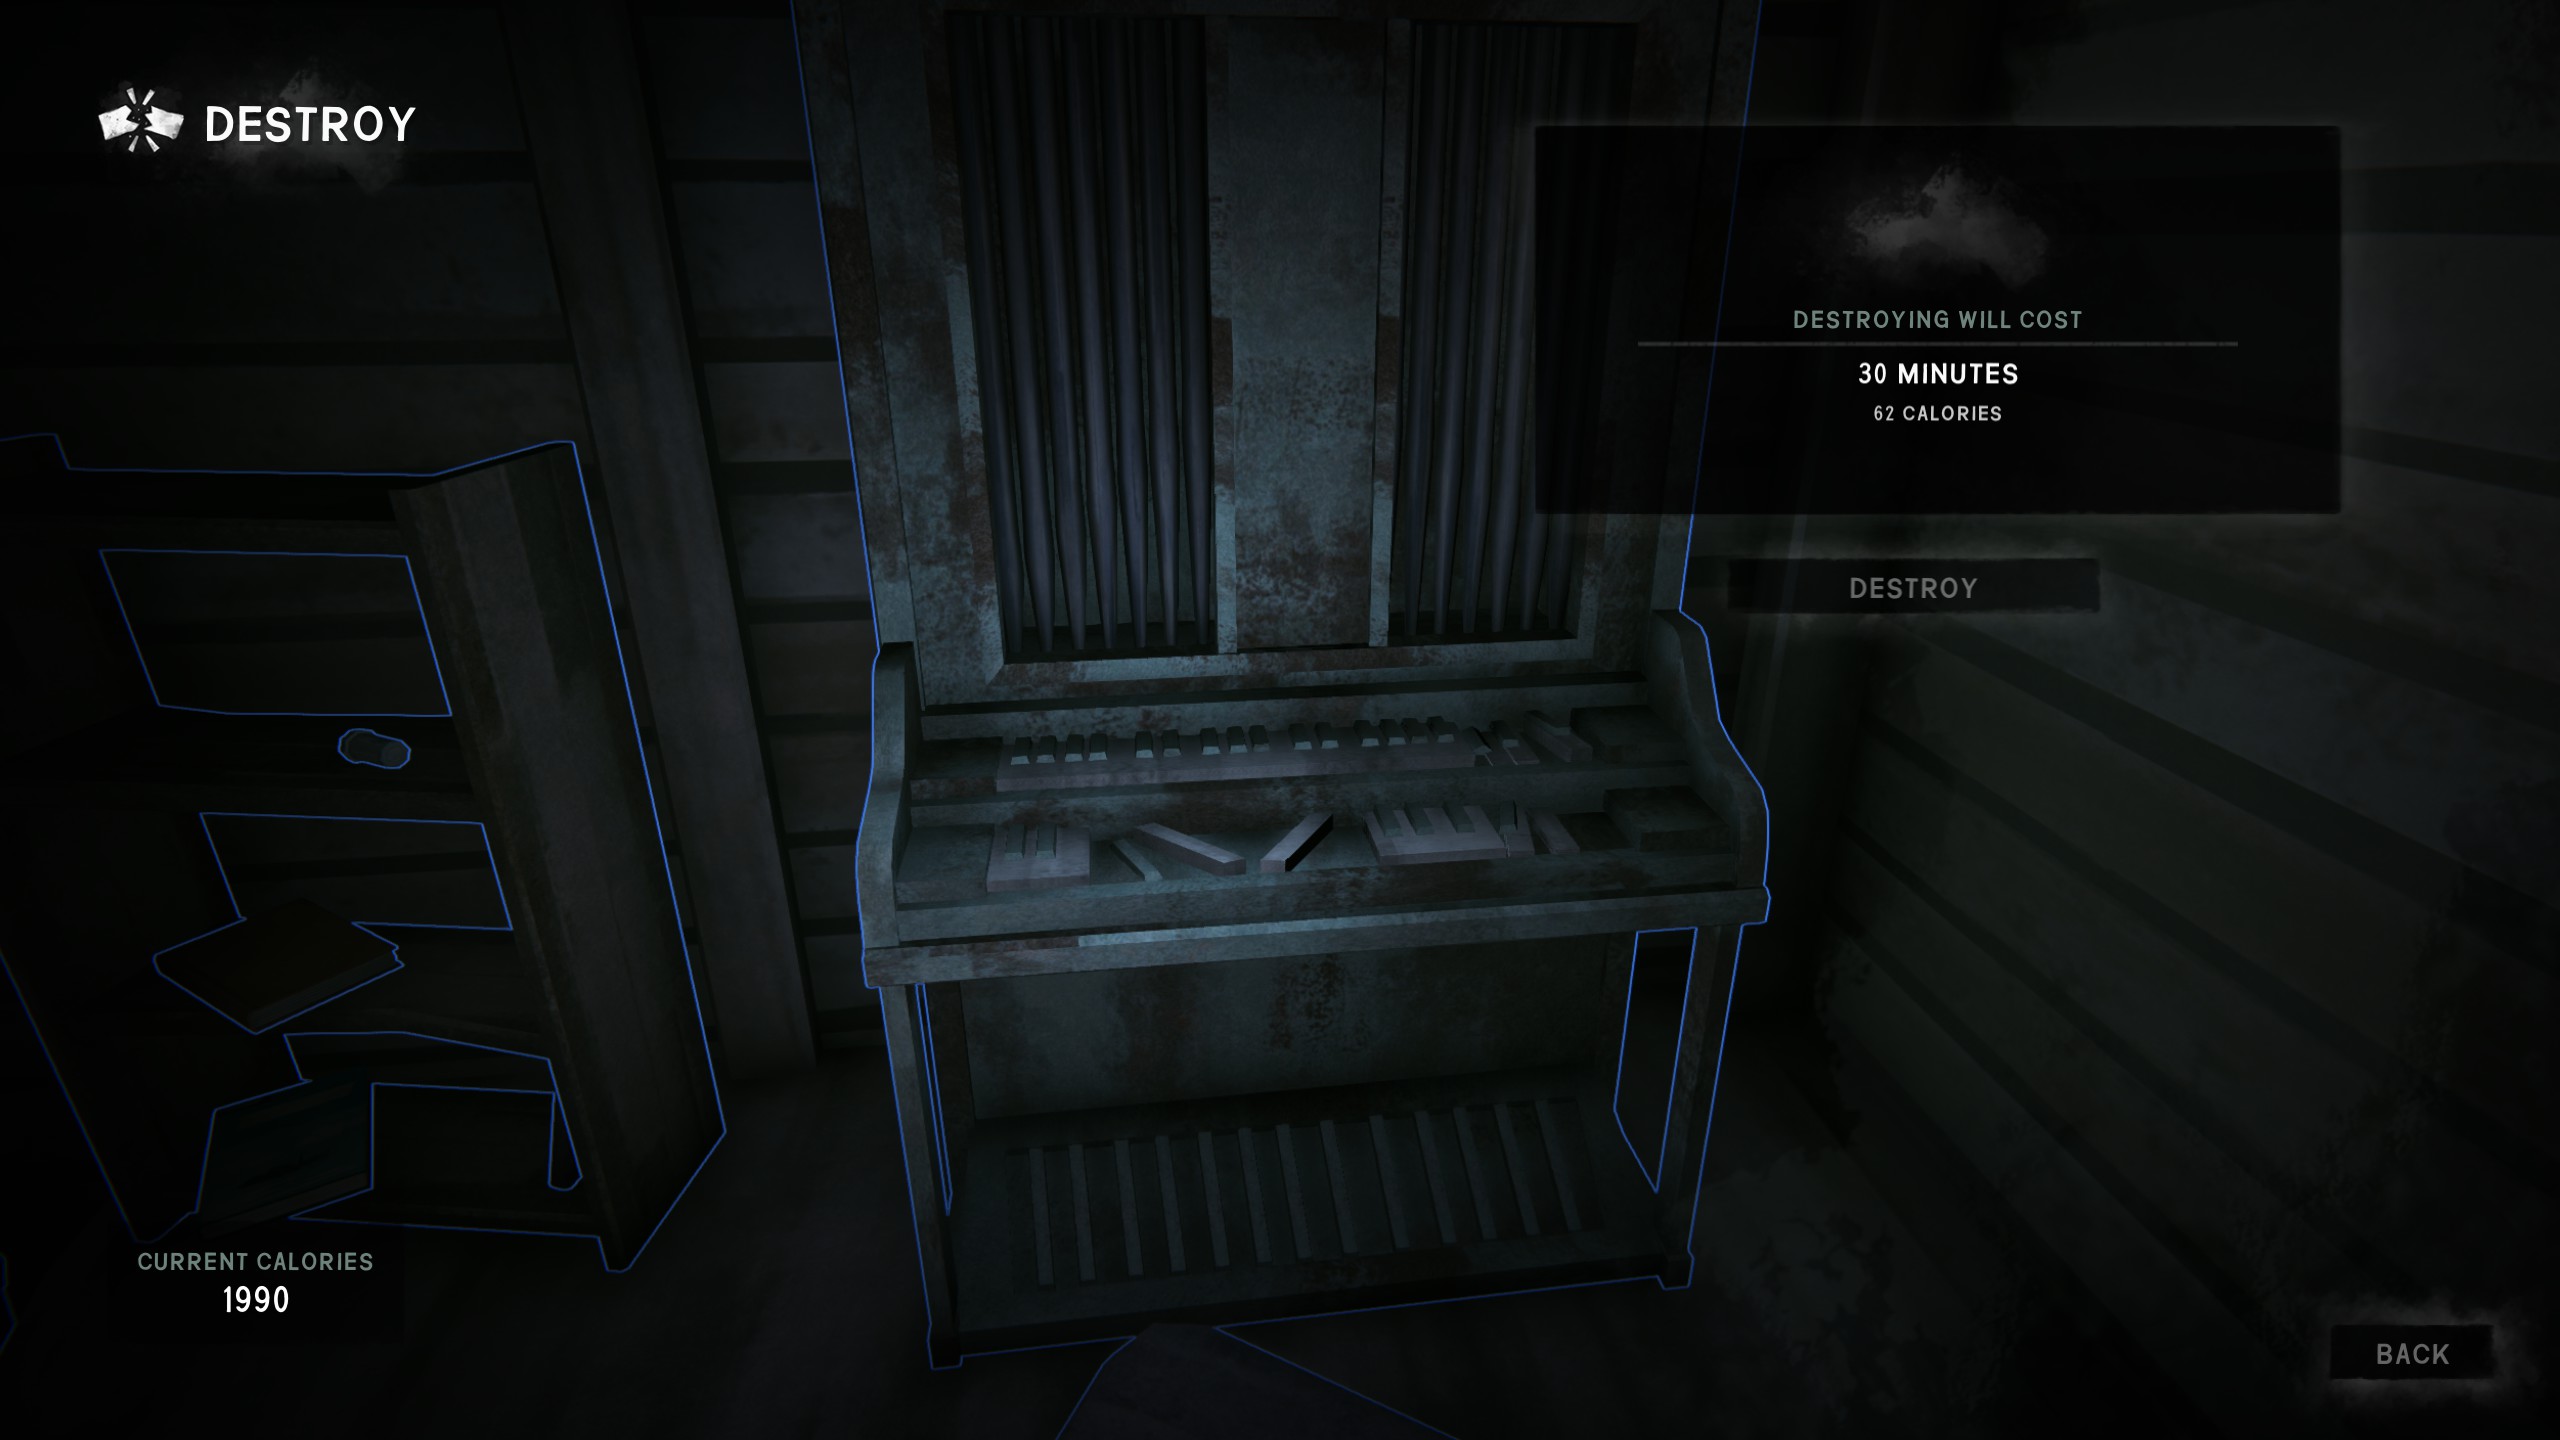 DESTROY
DESTROYING WILL COST
30 MINUTES
62 CALORIES
DESTROY
CURRENT CALORIES
1990
BACK